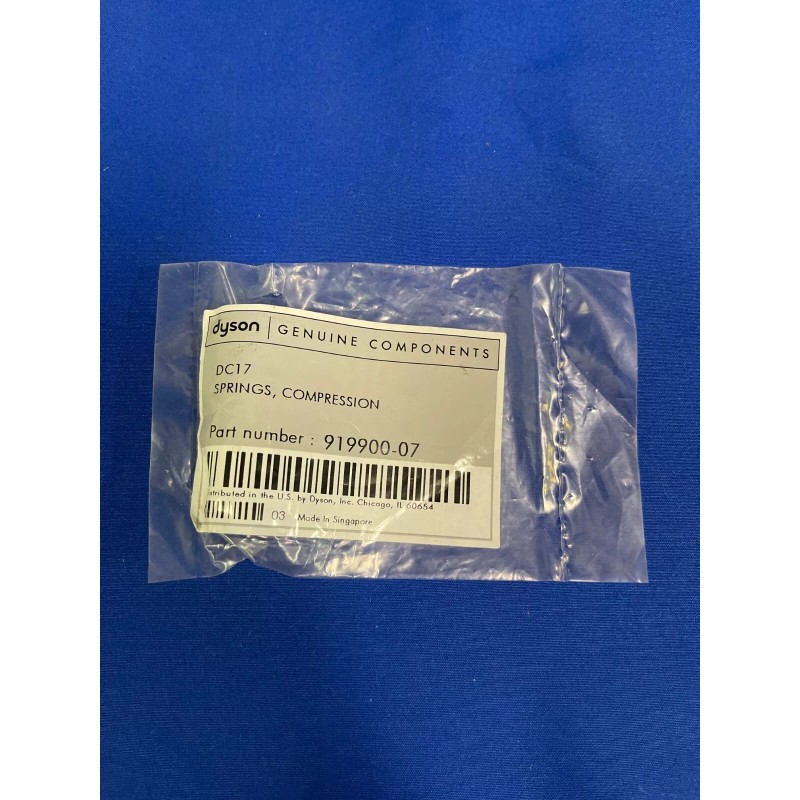 dyson | GENUINE COMPONENTS
DC17
SPRINGS, COMPRESSION
Part number : 919900-07
stributed in the U.S. by Dyson, Inc. Chicago, IL 60654
03 Made In Singapore